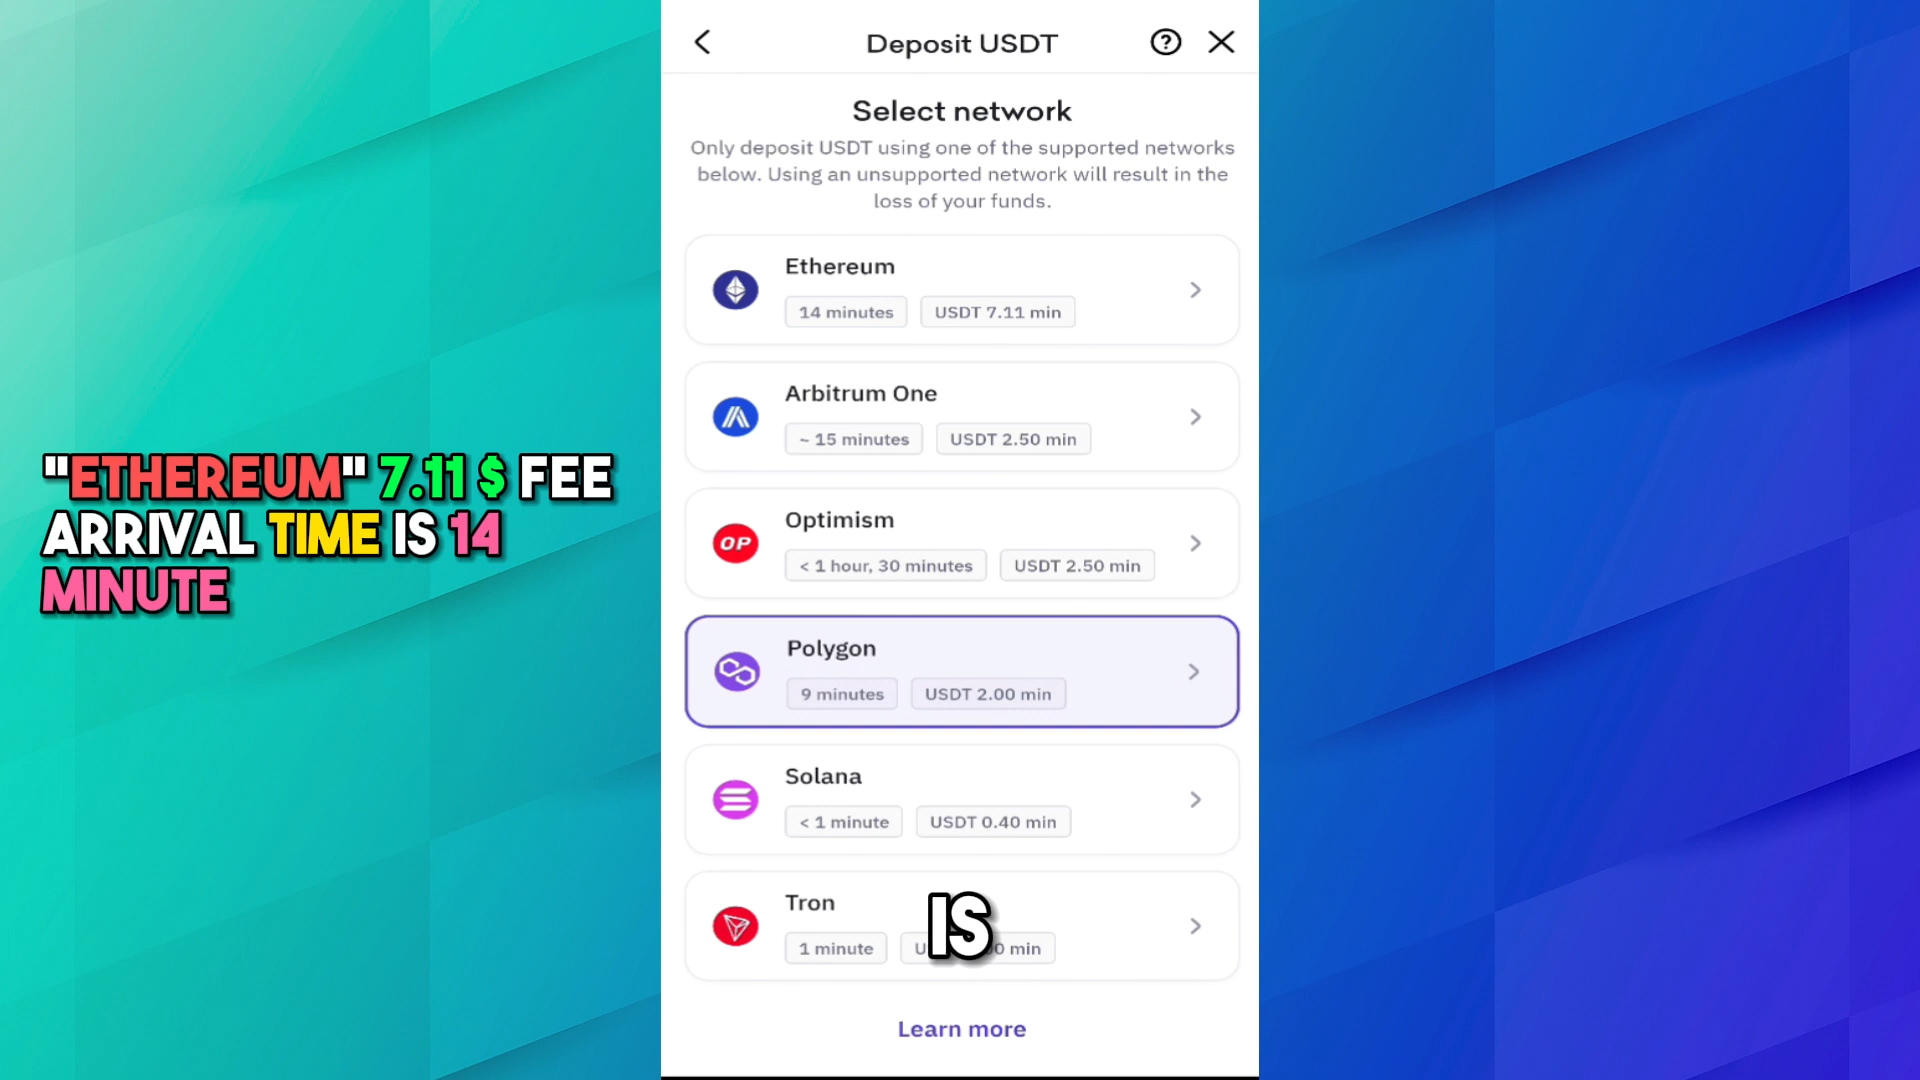 Deposit USDT
Select network
Only deposit USDT using one of the supported networks
below. Using an unsupported network will result in the
loss of your funds.
Ethereum
14 minutes USDT 7.11 min
Arbitrum One
~ 15 minutes USDT 2.50 min
"ETHEREUM" 7.11 $ FEE
ARRIVAL TIME IS 14
MINUTE
Optimism
OP
< 1 hour, 30 minutes USDT 2.50 min
Polygon
9 minutes USDT 2.00 min
Solana
< 1 minute USDT 0.40 min
Tron
IS
1 minute min
Learn more